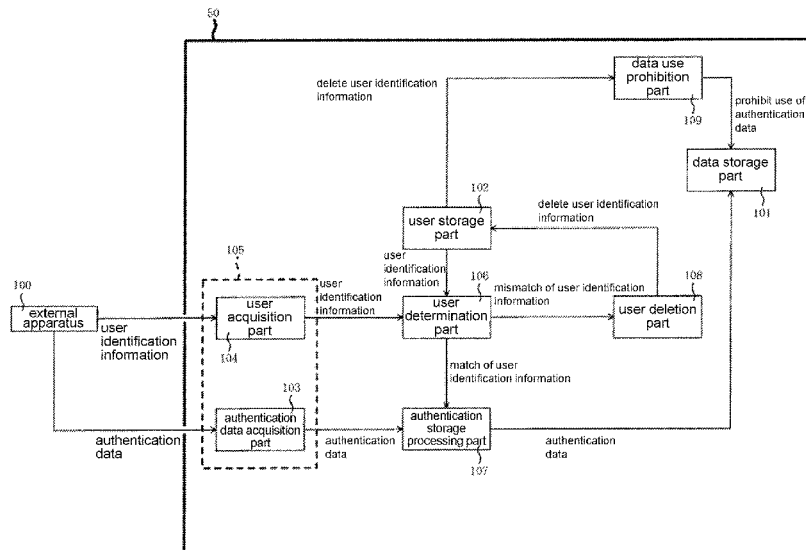 50
delete user identification
information
data use
prohibition
part
109
prohibit use of
authentication
data
data storage
part
101
102
user storage
part
delete user identification
information
user
identification
information
105
100
external
apparatus
user
identification
information
user
acquisition
part
104
user
identification
information
106
user
determination
part
mismatch of user identification
information
108
user deletion
part
match of user
identification information
103
authentication
data acquisition
part
authentication
data
authentication
data
authentication
storage
processing part
107
authentication
data